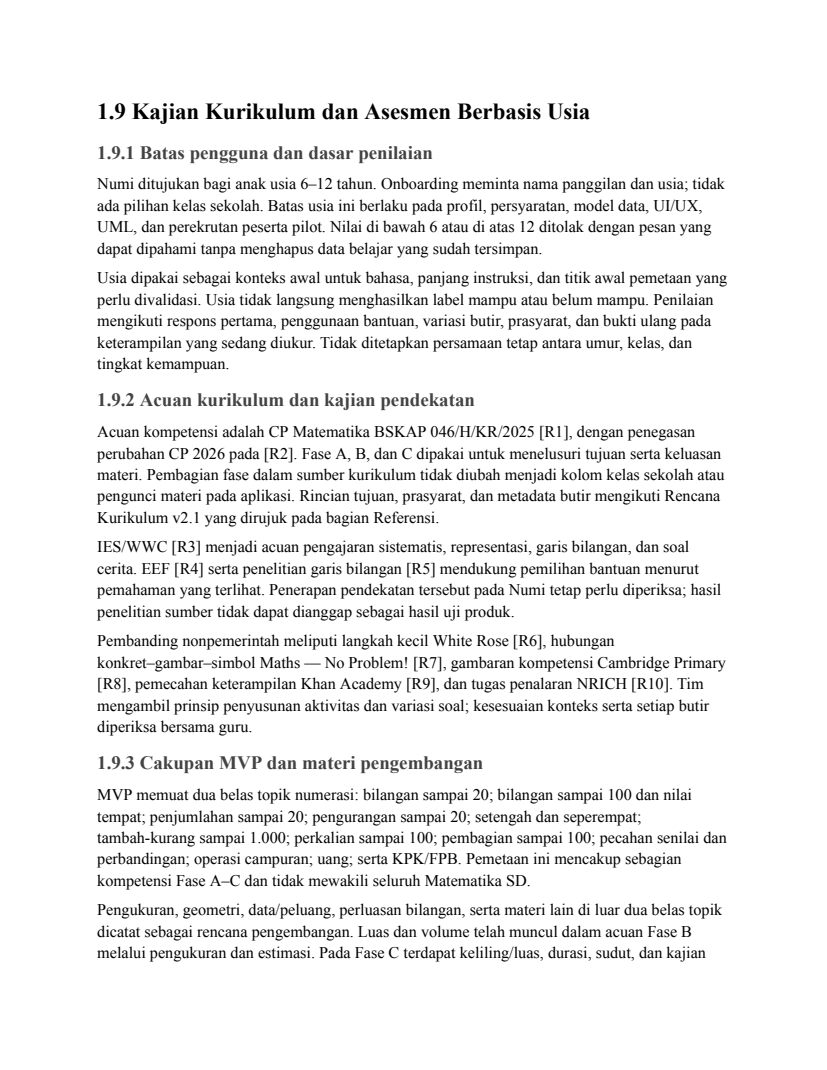 1.9 Kajian Kurikulum dan Asesmen Berbasis Usia
1.9.1 Batas pengguna dan dasar penilaian
Numi ditujukan bagi anak usia 6–12 tahun. Onboarding meminta nama panggilan dan usia; tidak
ada pilihan kelas sekolah. Batas usia ini berlaku pada profil, persyaratan, model data, UI/UX,
UML, dan perekrutan peserta pilot. Nilai di bawah 6 atau di atas 12 ditolak dengan pesan yang
dapat dipahami tanpa menghapus data belajar yang sudah tersimpan.
Usia dipakai sebagai konteks awal untuk bahasa, panjang instruksi, dan titik awal pemetaan yang
perlu divalidasi. Usia tidak langsung menghasilkan label mampu atau belum mampu. Penilaian
mengikuti respons pertama, penggunaan bantuan, variasi butir, prasyarat, dan bukti ulang pada
keterampilan yang sedang diukur. Tidak ditetapkan persamaan tetap antara umur, kelas, dan
tingkat kemampuan.
1.9.2 Acuan kurikulum dan kajian pendekatan
Acuan kompetensi adalah CP Matematika BSKAP 046/H/KR/2025 [R1], dengan penegasan
perubahan CP 2026 pada [R2]. Fase A, B, dan C dipakai untuk menelusuri tujuan serta keluasan
materi. Pembagian fase dalam sumber kurikulum tidak diubah menjadi kolom kelas sekolah atau
pengunci materi pada aplikasi. Rincian tujuan, prasyarat, dan metadata butir mengikuti Rencana
Kurikulum v2.1 yang dirujuk pada bagian Referensi.
IES/WWC [R3] menjadi acuan pengajaran sistematis, representasi, garis bilangan, dan soal
cerita. EEF [R4] serta penelitian garis bilangan [R5] mendukung pemilihan bantuan menurut
pemahaman yang terlihat. Penerapan pendekatan tersebut pada Numi tetap perlu diperiksa; hasil
penelitian sumber tidak dapat dianggap sebagai hasil uji produk.
Pembanding nonpemerintah meliputi langkah kecil White Rose [R6], hubungan
konkret–gambar–simbol Maths — No Problem! [R7], gambaran kompetensi Cambridge Primary
[R8], pemecahan keterampilan Khan Academy [R9], dan tugas penalaran NRICH [R10]. Tim
mengambil prinsip penyusunan aktivitas dan variasi soal; kesesuaian konteks serta setiap butir
diperiksa bersama guru.
1.9.3 Cakupan MVP dan materi pengembangan
MVP memuat dua belas topik numerasi: bilangan sampai 20; bilangan sampai 100 dan nilai
tempat; penjumlahan sampai 20; pengurangan sampai 20; setengah dan seperempat;
tambah-kurang sampai 1.000; perkalian sampai 100; pembagian sampai 100; pecahan senilai dan
perbandingan; operasi campuran; uang; serta KPK/FPB. Pemetaan ini mencakup sebagian
kompetensi Fase A–C dan tidak mewakili seluruh Matematika SD.
Pengukuran, geometri, data/peluang, perluasan bilangan, serta materi lain di luar dua belas topik
dicatat sebagai rencana pengembangan. Luas dan volume telah muncul dalam acuan Fase B
melalui pengukuran dan estimasi. Pada Fase C terdapat keliling/luas, durasi, sudut, dan kajian